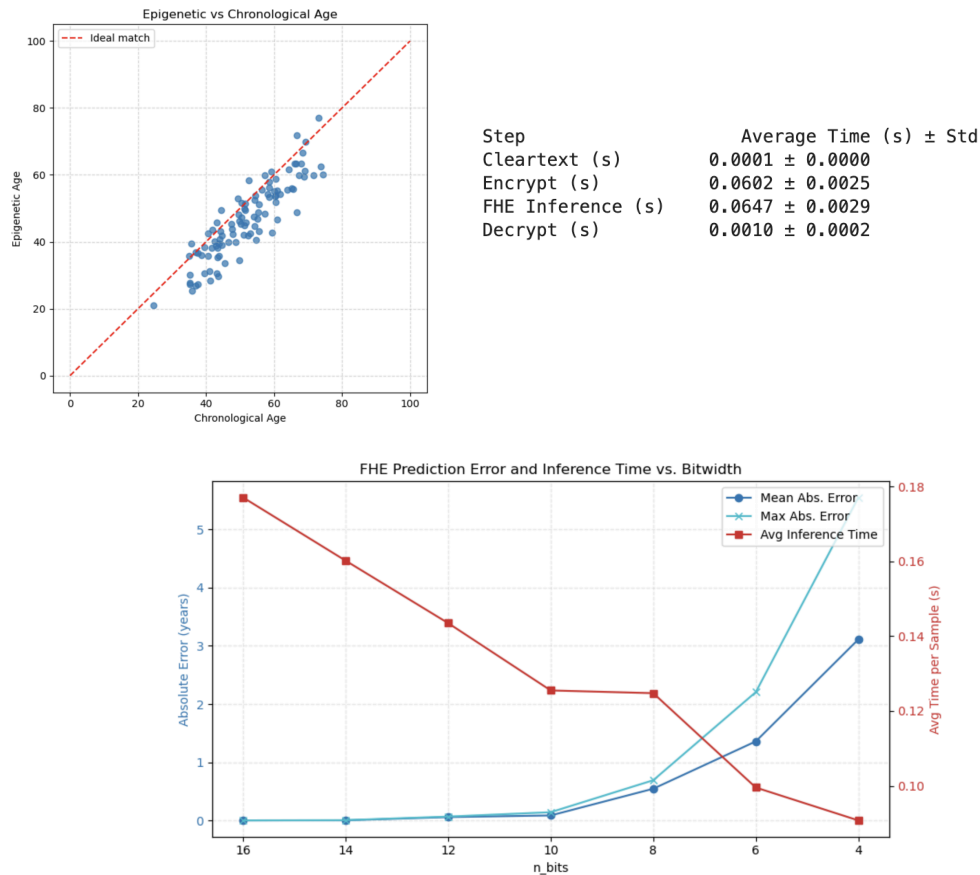 Epigenetic vs Chronological Age
Ideal match
100
80
60
40
20
0
Epigenetic Age
0 20 40 60 80 100
Chronological Age
Step Average Time (s) ± Std
Cleartext (s) 0.0001 ± 0.0000
Encrypt (s) 0.0602 ± 0.0025
FHE Inference (s) 0.0647 ± 0.0029
Decrypt (s) 0.0010 ± 0.0002
FHE Prediction Error and Inference Time vs. Bitwidth
Mean Abs. Error
Max Abs. Error
Avg Inference Time
5
4
3
2
1
0
Absolute Error (years)
0.18
0.16
0.14
0.12
0.10
Avg Time per Sample (s)
16 14 12 10 8 6 4
n_bits